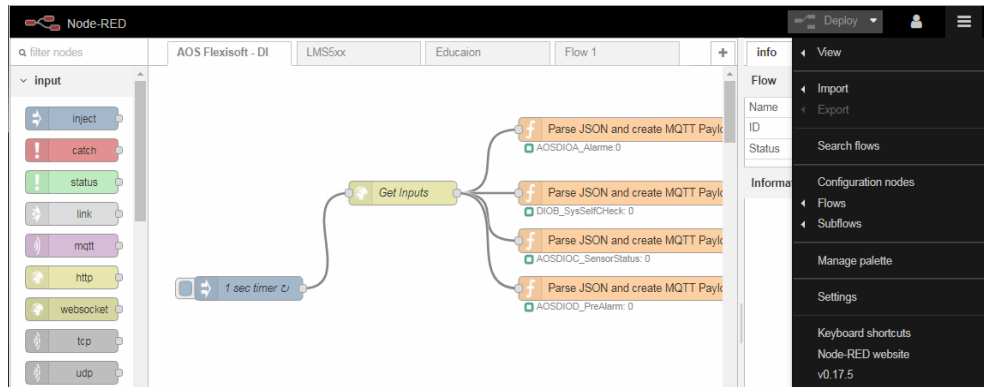 Node-RED
Deploy
filter nodes
AOS Flexisoft - DI
LMS5xx
Educaion
Flow 1
+
info
View
input
Flow
Import
Name
Export
inject
Parse JSON and create MQTT Paylo
ID
catch
AOSDIOA_Alarme:0
Status
Search flows
status
Get Inputs
Parse JSON and create MQTT Paylo
Informa
Configuration nodes
link
DIOB_SysSelfCHeck: 0
Flows
mqtt
Parse JSON and create MQTT Paylo
Subflows
AOSDIOC_SensorStatus: 0
Manage palette
http
1 sec timer ↻
Parse JSON and create MQTT Paylo
Settings
websocket
AOSDIOD_PreAlarm: 0
tcp
Keyboard shortcuts
Node-RED website
udp
v0.17.5